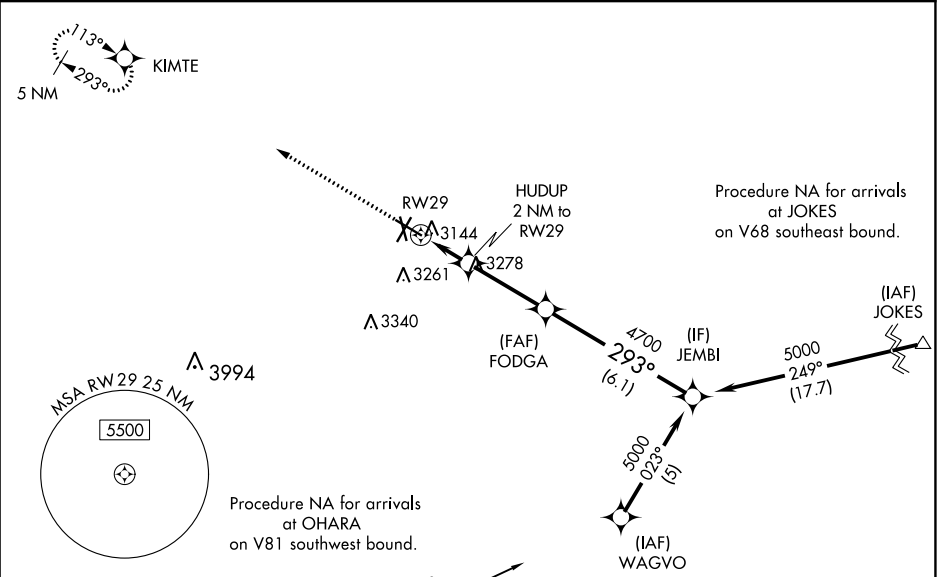 113°
KIMTE
293°
5 NM
HUDUP
2 NM to
RW29
RW29
3144
3278
3261
3340
Procedure NA for arrivals
at JOKES
on V68 southeast bound.
(IAF)
JOKES
(FAF)
FODGA
4700
293°
(6.1)
(IF)
JEMBI
5000
249°
(17.7)
3994
MSA RW29 25 NM
5500
5000
023°
(5)
Procedure NA for arrivals
at OHARA
on V81 southwest bound.
(IAF)
WAGVO